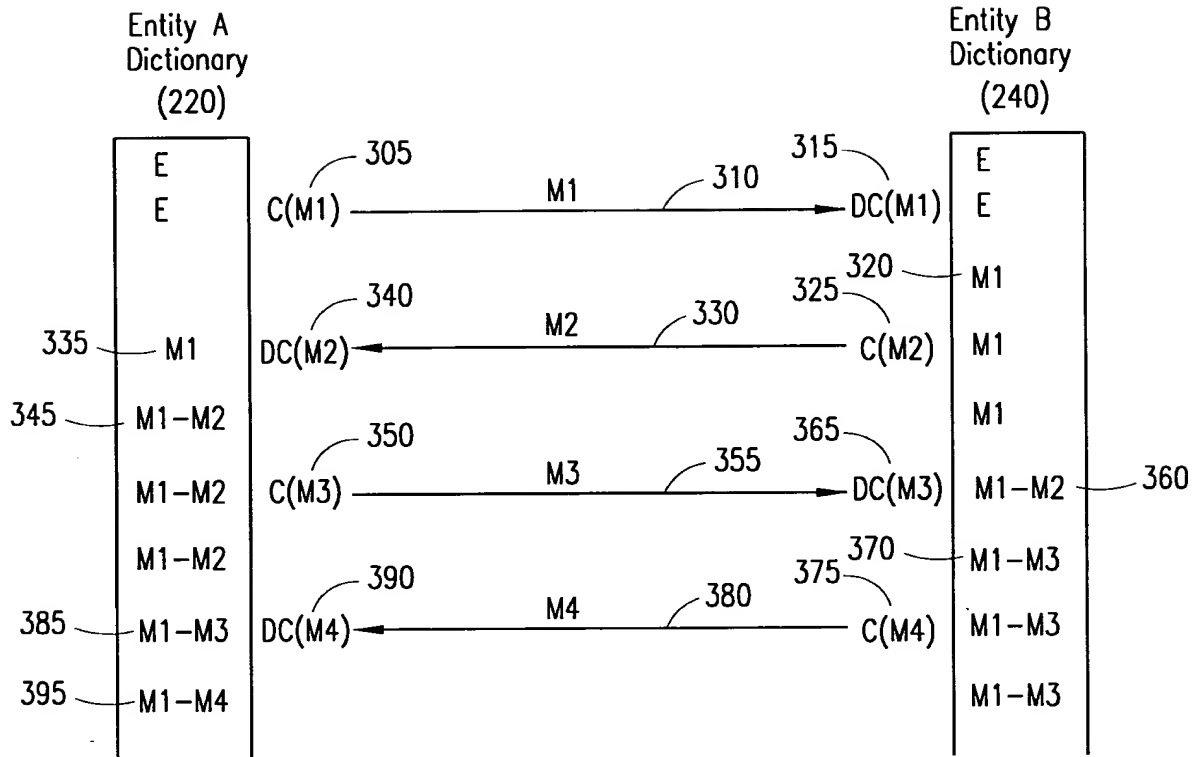 Entity A
Dictionary
(220)
Entity B
Dictionary
(240)
E
305
315
E
E
C(M1)
M1
310
DC(M1)
E
320
M1
340
M2
330
325
335
M1
DC(M2)
C(M2)
M1
345
M1-M2
350
365
M1
M1-M2
C(M3)
M3
355
DC(M3)
M1-M2
360
M1-M2
390
370
M1-M3
375
385
M1-M3
DC(M4)
M4
380
C(M4)
M1-M3
395
M1-M4
M1-M3